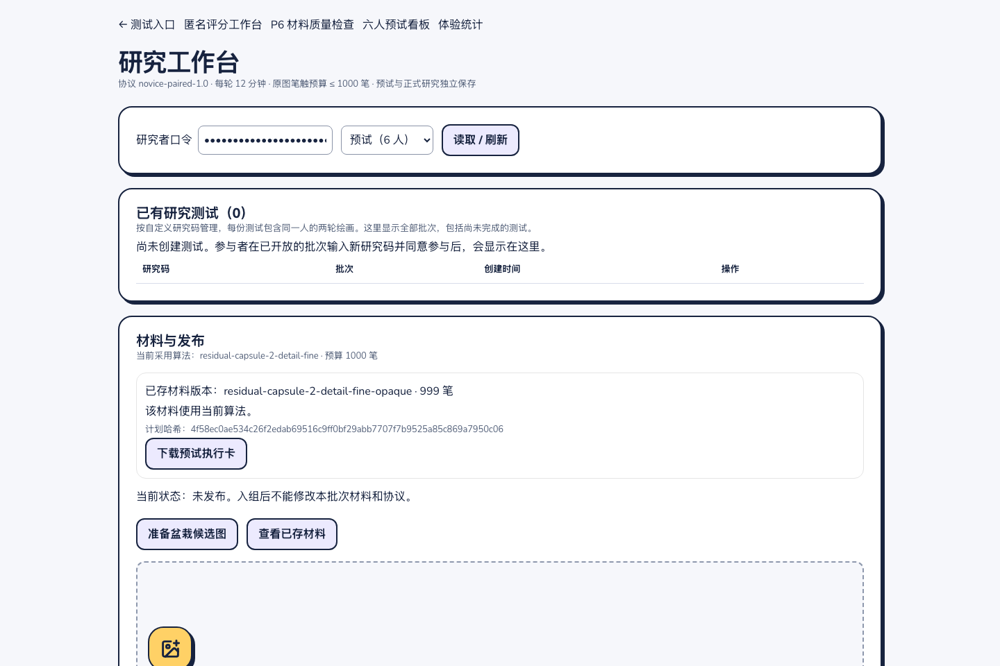 ← 测试入口 匿名评分工作台 P6 材料质量检查 六人预试看板 体验统计
研究工作台
协议 novice-paired-1.0 · 每轮 12 分钟 · 原图笔触预算 ≤ 1000 笔 · 预试与正式研究独立保存
研究者口令 ●●●●●●●●●●●●●●●●●●●●●● 预试（6 人） 读取 / 刷新
已有研究测试（0）
按自定义研究码管理，每份测试包含同一人的两轮绘画。这里显示全部批次，包括尚未完成的测试。
尚未创建测试。参与者在已开放的批次输入新研究码并同意参与后，会显示在这里。
研究码 批次 创建时间 操作
材料与发布
当前采用算法：residual-capsule-2-detail-fine · 预算 1000 笔
已存材料版本：residual-capsule-2-detail-fine-opaque · 999 笔
该材料使用当前算法。
计划哈希：4f58ec0ae534c26f2edab69516c9ff0bf29abb7707f7b9525a85c869a7950c06
下载预试执行卡
当前状态：未发布。入组后不能修改本批次材料和协议。
准备盆栽候选图 查看已存材料